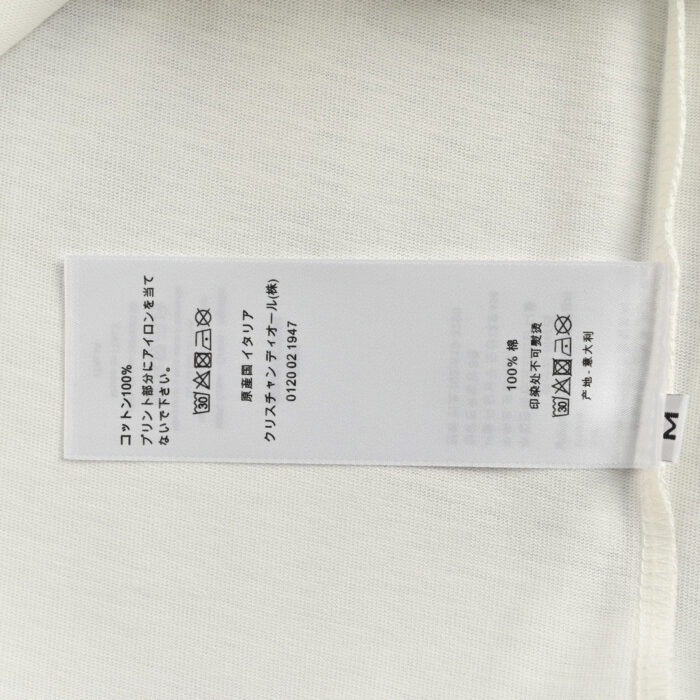 コットン100%
プリント部分にアイロンを当て
ないで下さい。
30
原産国 イタリア
クリスチャン ディオール(株)
0120 02 1947
100% 棉
印染处不可熨烫
30
产地 - 意大利
M